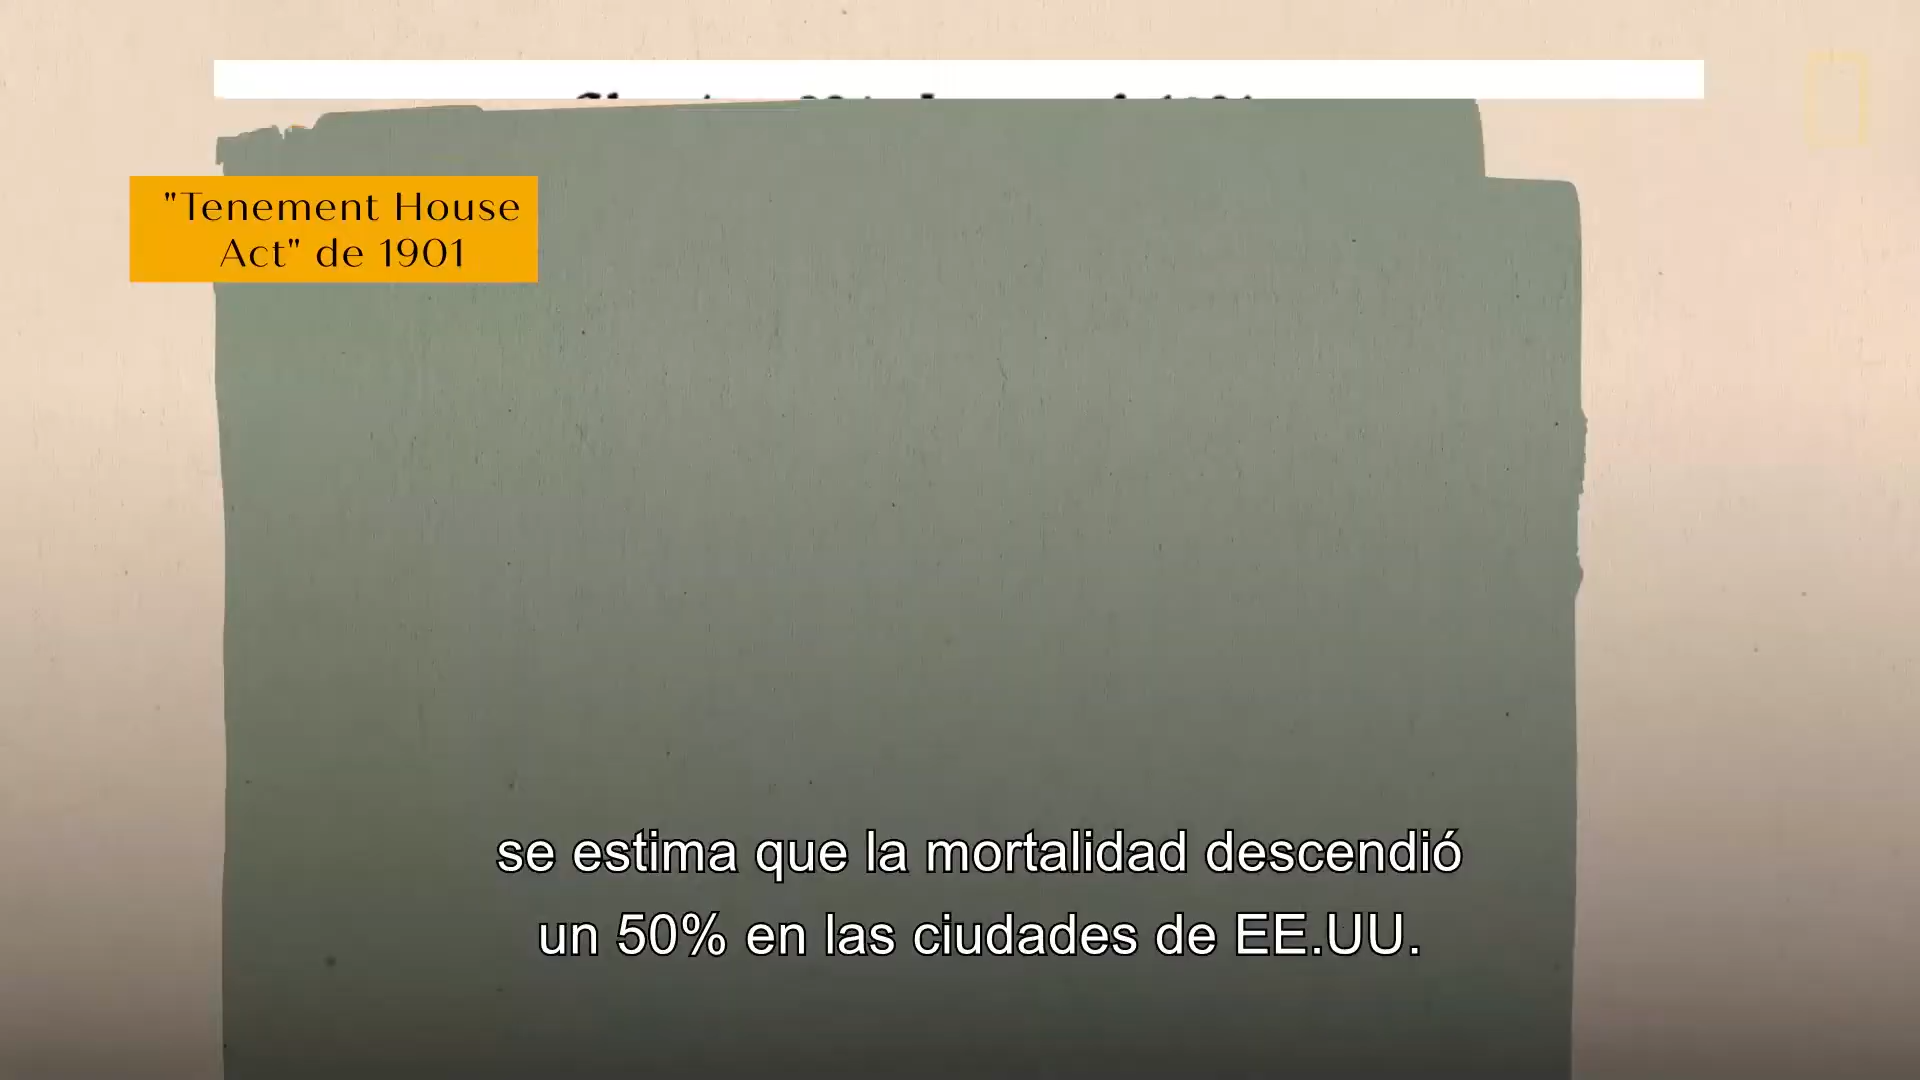 "Tenement House
Act" de 1901
se estima que la mortalidad descendió
un 50% en las ciudades de EE.UU.